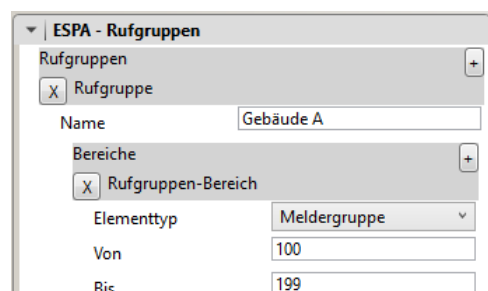 ESPA - Rufgruppen
Rufgruppen +
X Rufgruppe
Name Gebäude A
Bereiche +
X Rufgruppen-Bereich
Elementtyp Meldergruppe
Von 100
Bis 199